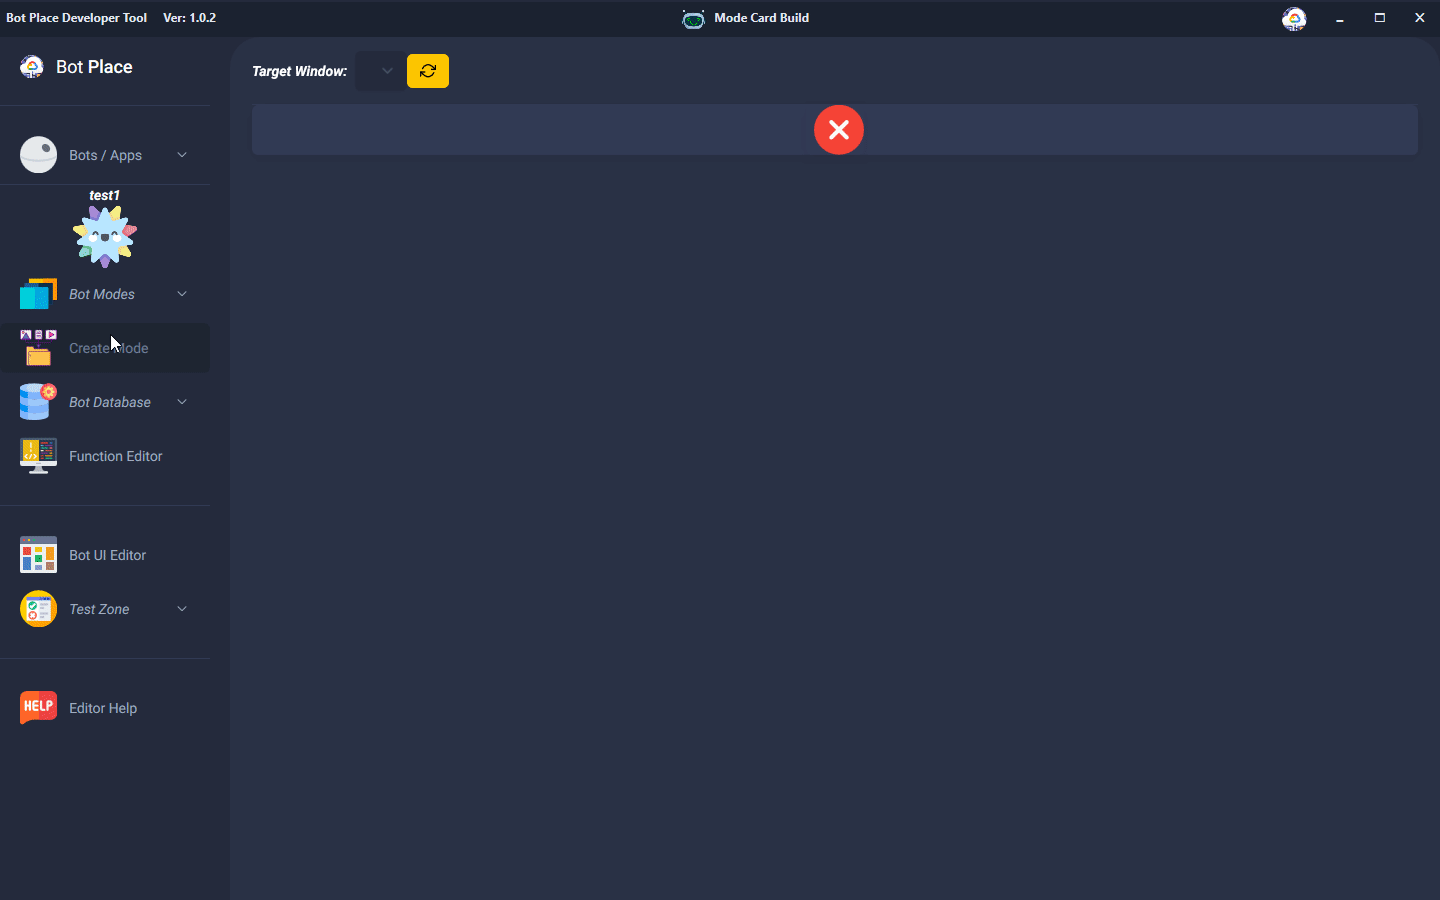 Bot Place Developer Tool Ver: 1.0.2
Mode Card Build
Bot Place
Target Window:
Bots / Apps
test1
Bot Modes
Create Mode
Bot Database
Function Editor
Bot UI Editor
Test Zone
HELP
Editor Help